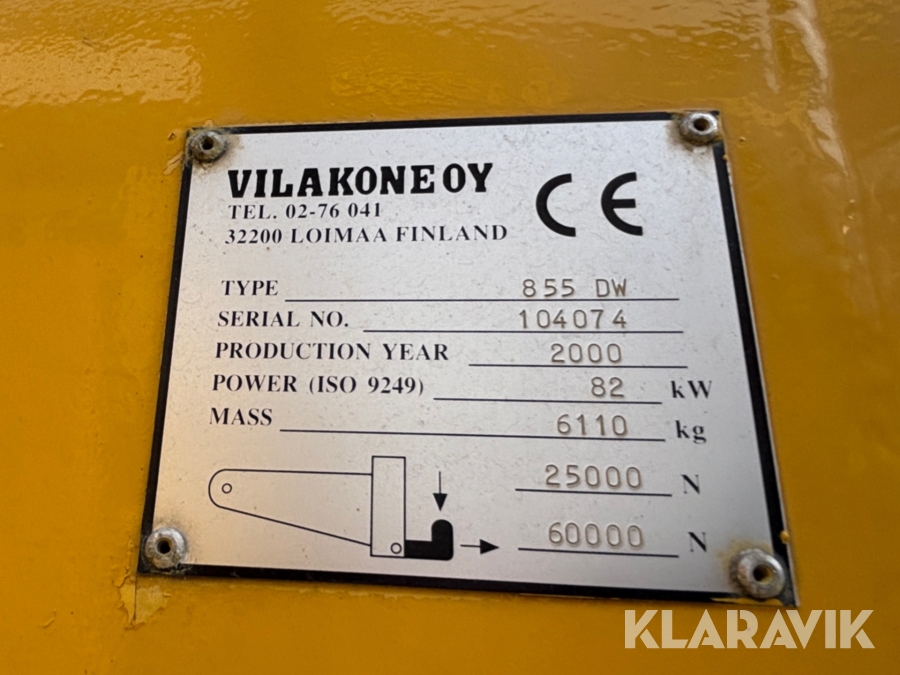 VILAKONE OY
TEL. 02-76 041
32200 LOIMAA FINLAND
CE
TYPE 855 DW
SERIAL NO. 104074
PRODUCTION YEAR 2000
POWER (ISO 9249) 82 kW
MASS 6110 kg
25000 N
60000 N
KLARAVIK